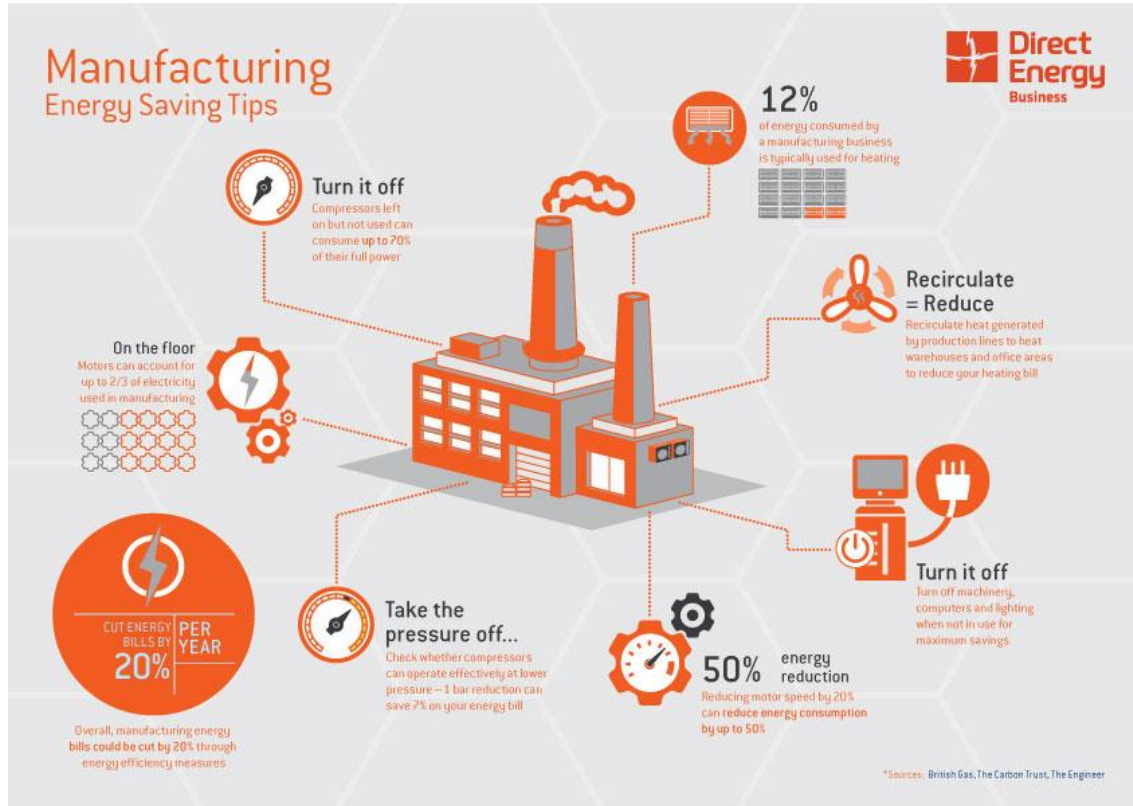 Manufacturing
Energy Saving Tips
Direct
Energy
Business
Turn it off
Compressors left
on but not used can
consume up to 70%
of their full power
12%
of energy consumed by
a manufacturing business
is typically used for heating
Recirculate
= Reduce
Recirculate heat generated
by production lines to heat
warehouses and office areas
to reduce your heating bill
On the floor
Motors can account for
up to 2/3 of electricity
used in manufacturing
Turn it off
Turn off machinery,
computers and lighting
when not in use for
maximum savings
CUT ENERGY
BILLS BY
20%
PER
YEAR
Overall, manufacturing energy
bills could be cut by 20% through
energy efficiency measures
Take the
pressure off...
Check whether compressors
can operate effectively at lower
pressure – 1 bar reduction can
save 7% on your energy bill
50% energy
reduction
Reducing motor speed by 20%
can reduce energy consumption
by up to 50%
*Sources: British Gas, The Carbon Trust, The Engineer